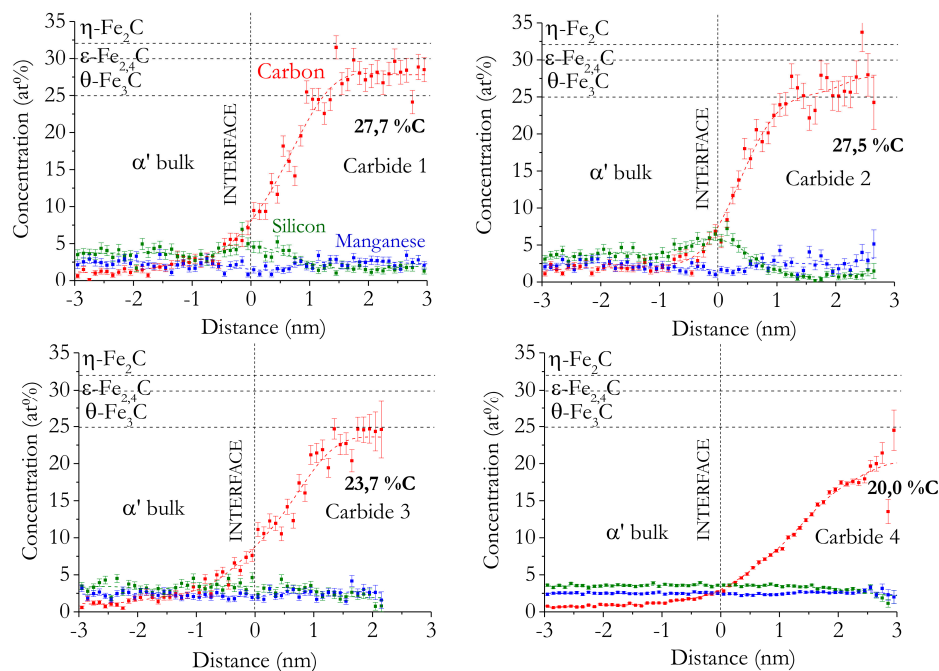 35
30
25
20
15
10
5
0
Concentration (at%)
η-Fe2C
ε-Fe2,4C
θ-Fe3C
Carbon
27,7 %C
Carbide 1
α' bulk
INTERFACE
Silicon
Manganese
-3 -2 -1 0 1 2 3
Distance (nm)
35
30
25
20
15
10
5
0
Concentration (at%)
η-Fe2C
ε-Fe2,4C
θ-Fe3C
27,5 %C
Carbide 2
α' bulk
INTERFACE
-3 -2 -1 0 1 2 3
Distance (nm)
35
30
25
20
15
10
5
0
Concentration (at%)
η-Fe2C
ε-Fe2,4C
θ-Fe3C
23,7 %C
Carbide 3
α' bulk
INTERFACE
-3 -2 -1 0 1 2 3
Distance (nm)
35
30
25
20
15
10
5
0
Concentration (at%)
η-Fe2C
ε-Fe2,4C
θ-Fe3C
20,0 %C
Carbide 4
α' bulk
INTERFACE
-3 -2 -1 0 1 2 3
Distance (nm)